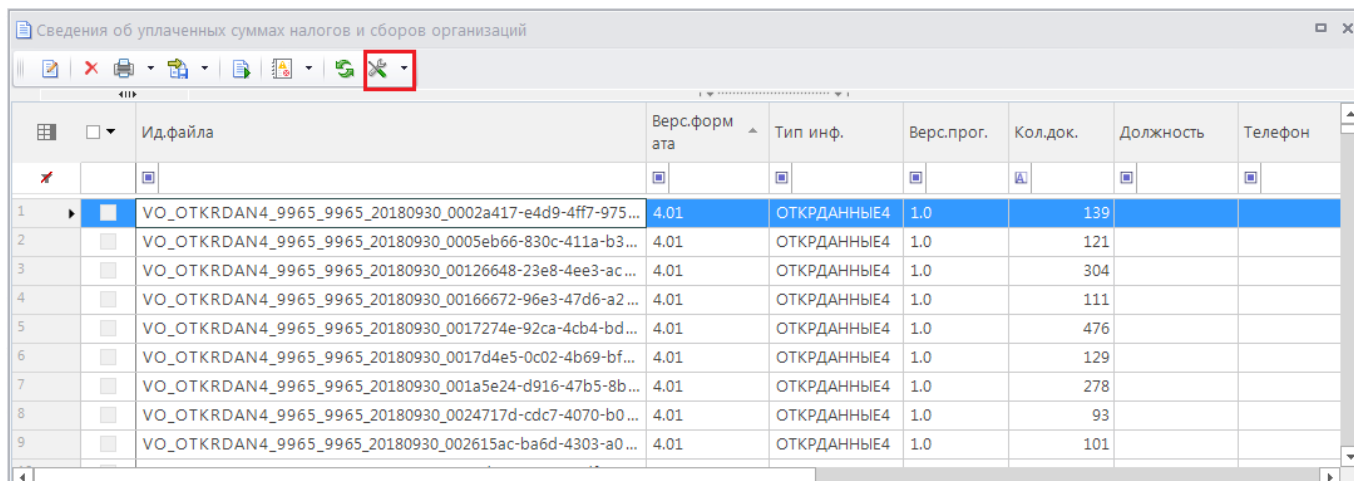 Сведения об уплаченных суммах налогов и сборов организаций
Ид.файла Верс.форм
ата Тип инф. Верс.прог. Кол.док. Должность Телефон
A
1 VO_OTKRDAN4_9965_9965_20180930_0002a417-e4d9-4ff7-975... 4.01 ОТКРДАННЫЕ4 1.0 139
2 VO_OTKRDAN4_9965_9965_20180930_0005eb66-830c-411a-b3... 4.01 ОТКРДАННЫЕ4 1.0 121
3 VO_OTKRDAN4_9965_9965_20180930_00126648-23e8-4ee3-ac... 4.01 ОТКРДАННЫЕ4 1.0 304
4 VO_OTKRDAN4_9965_9965_20180930_00166672-96e3-47d6-a2... 4.01 ОТКРДАННЫЕ4 1.0 111
5 VO_OTKRDAN4_9965_9965_20180930_0017274e-92ca-4cb4-bd... 4.01 ОТКРДАННЫЕ4 1.0 476
6 VO_OTKRDAN4_9965_9965_20180930_0017d4e5-0c02-4b69-bf... 4.01 ОТКРДАННЫЕ4 1.0 129
7 VO_OTKRDAN4_9965_9965_20180930_001a5e24-d916-47b5-8b... 4.01 ОТКРДАННЫЕ4 1.0 278
8 VO_OTKRDAN4_9965_9965_20180930_0024717d-cdc7-4070-b0... 4.01 ОТКРДАННЫЕ4 1.0 93
9 VO_OTKRDAN4_9965_9965_20180930_002615ac-ba6d-4303-a0... 4.01 ОТКРДАННЫЕ4 1.0 101